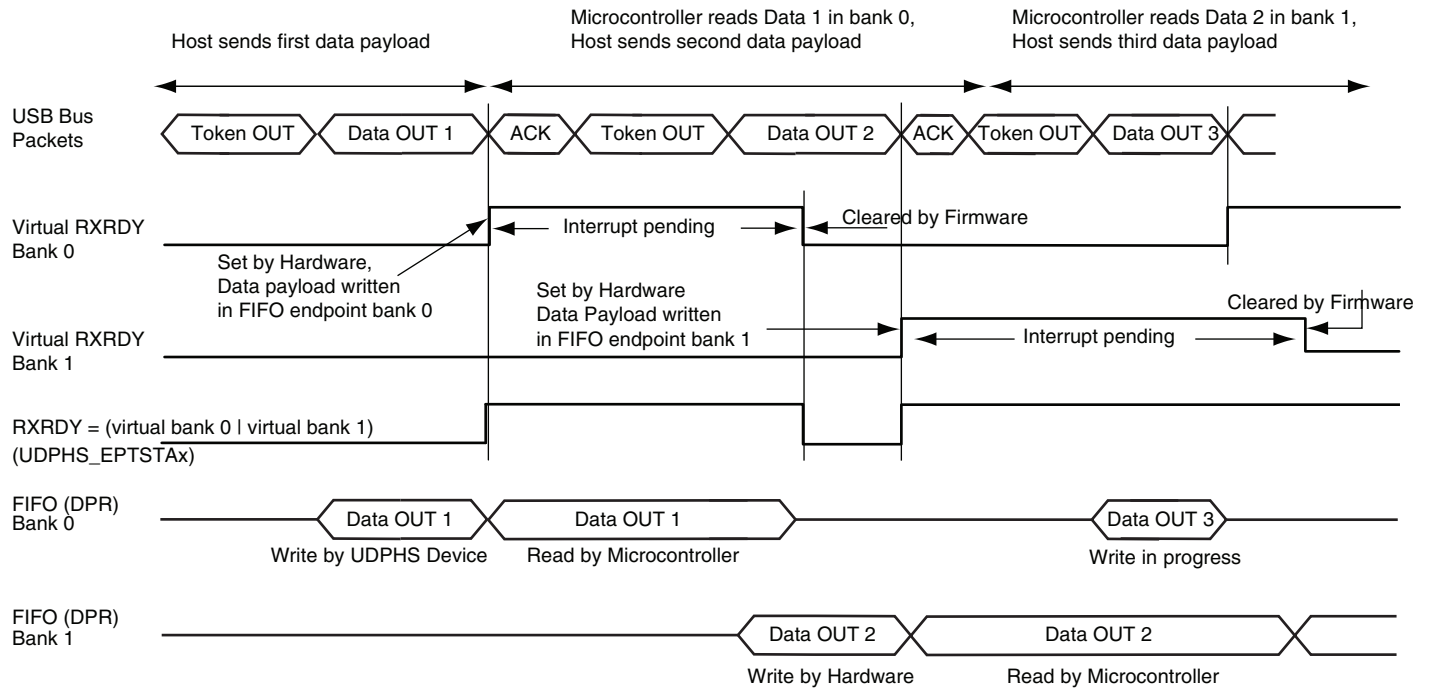 Host sends first data payload
Microcontroller reads Data 1 in bank 0,
Host sends second data payload
Microcontroller reads Data 2 in bank 1,
Host sends third data payload
USB Bus
Packets
Token OUT
Data OUT 1
ACK
Token OUT
Data OUT 2
ACK
Token OUT
Data OUT 3
Virtual RXRDY
Bank 0
Interrupt pending
Cleared by Firmware
Set by Hardware,
Data payload written
in FIFO endpoint bank 0
Set by Hardware
Data Payload written
in FIFO endpoint bank 1
Cleared by Firmware
Virtual RXRDY
Bank 1
Interrupt pending
RXRDY = (virtual bank 0 | virtual bank 1)
(UDPHS_EPTSTAx)
FIFO (DPR)
Bank 0
Data OUT 1
Data OUT 1
Data OUT 3
Write by UDPHS Device
Read by Microcontroller
Write in progress
FIFO (DPR)
Bank 1
Data OUT 2
Data OUT 2
Write by Hardware
Read by Microcontroller